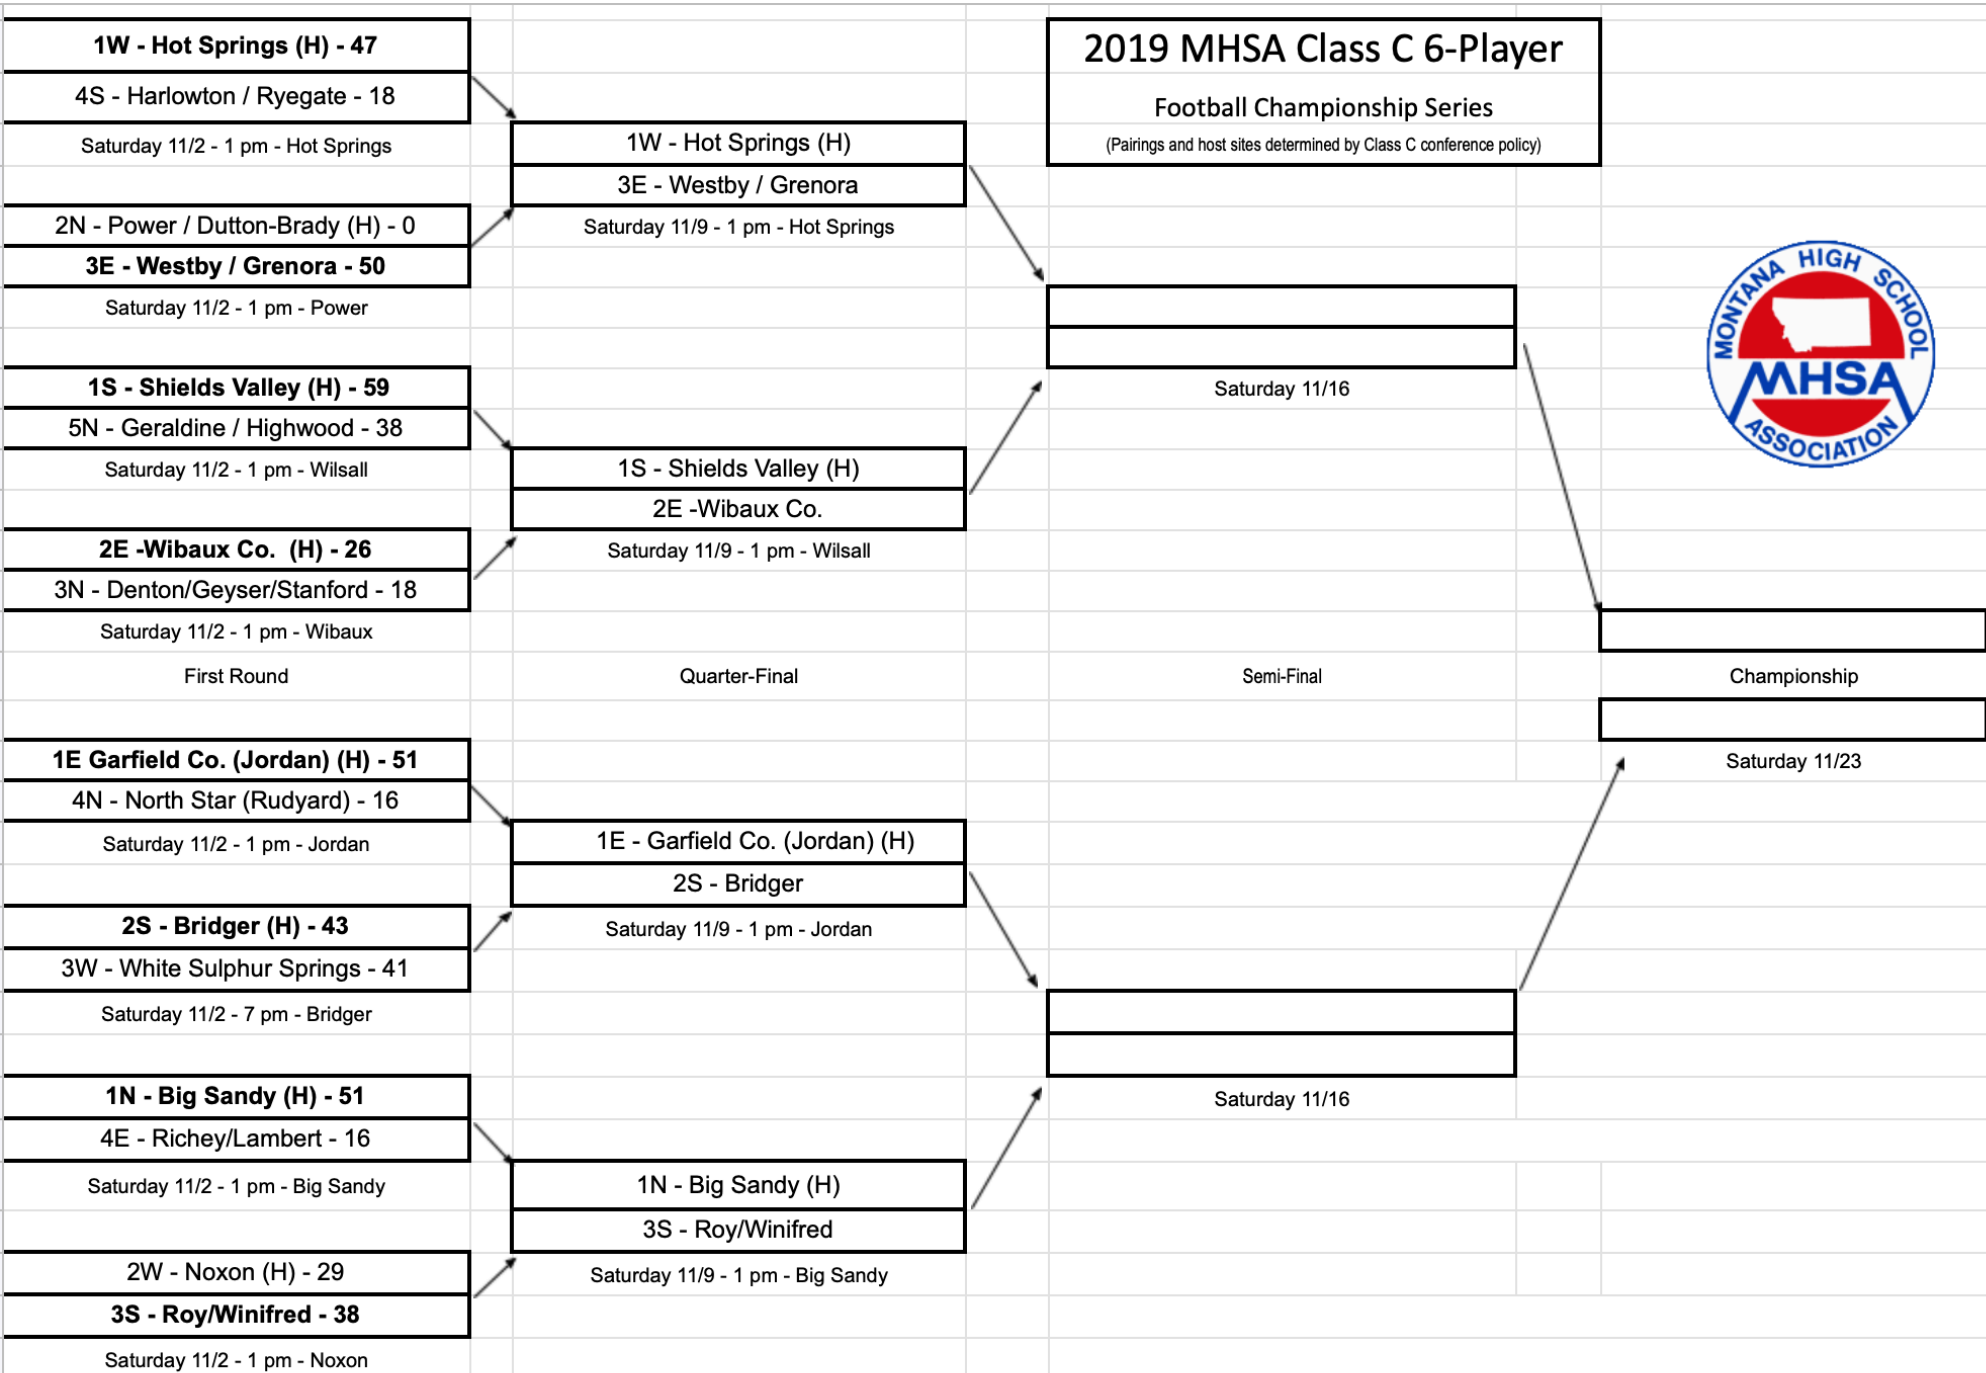 2019 MHSA Class C 6-Player
Football Championship Series
(Pairings and host sites determined by Class C conference policy)
MONTANA HIGH SCHOOL
MHSA
ASSOCIATION
1W - Hot Springs (H) - 47
4S - Harlowton / Ryegate - 18
Saturday 11/2 - 1 pm - Hot Springs
2N - Power / Dutton-Brady (H) - 0
3E - Westby / Grenora - 50
Saturday 11/2 - 1 pm - Power
1S - Shields Valley (H) - 59
5N - Geraldine / Highwood - 38
Saturday 11/2 - 1 pm - Wilsall
2E -Wibaux Co.  (H) - 26
3N - Denton/Geyser/Stanford - 18
Saturday 11/2 - 1 pm - Wibaux
First Round
1E Garfield Co. (Jordan) (H) - 51
4N - North Star (Rudyard) - 16
Saturday 11/2 - 1 pm - Jordan
2S - Bridger (H) - 43
3W - White Sulphur Springs - 41
Saturday 11/2 - 7 pm - Bridger
1N - Big Sandy (H) - 51
4E - Richey/Lambert - 16
Saturday 11/2 - 1 pm - Big Sandy
2W - Noxon (H) - 29
3S - Roy/Winifred - 38
Saturday 11/2 - 1 pm - Noxon
1W - Hot Springs (H)
3E - Westby / Grenora
Saturday 11/9 - 1 pm - Hot Springs
1S - Shields Valley (H)
2E -Wibaux Co.
Saturday 11/9 - 1 pm - Wilsall
Quarter-Final
1E - Garfield Co. (Jordan) (H)
2S - Bridger
Saturday 11/9 - 1 pm - Jordan
1N - Big Sandy (H)
3S - Roy/Winifred
Saturday 11/9 - 1 pm - Big Sandy
Saturday 11/16
Semi-Final
Saturday 11/16
Championship
Saturday 11/23